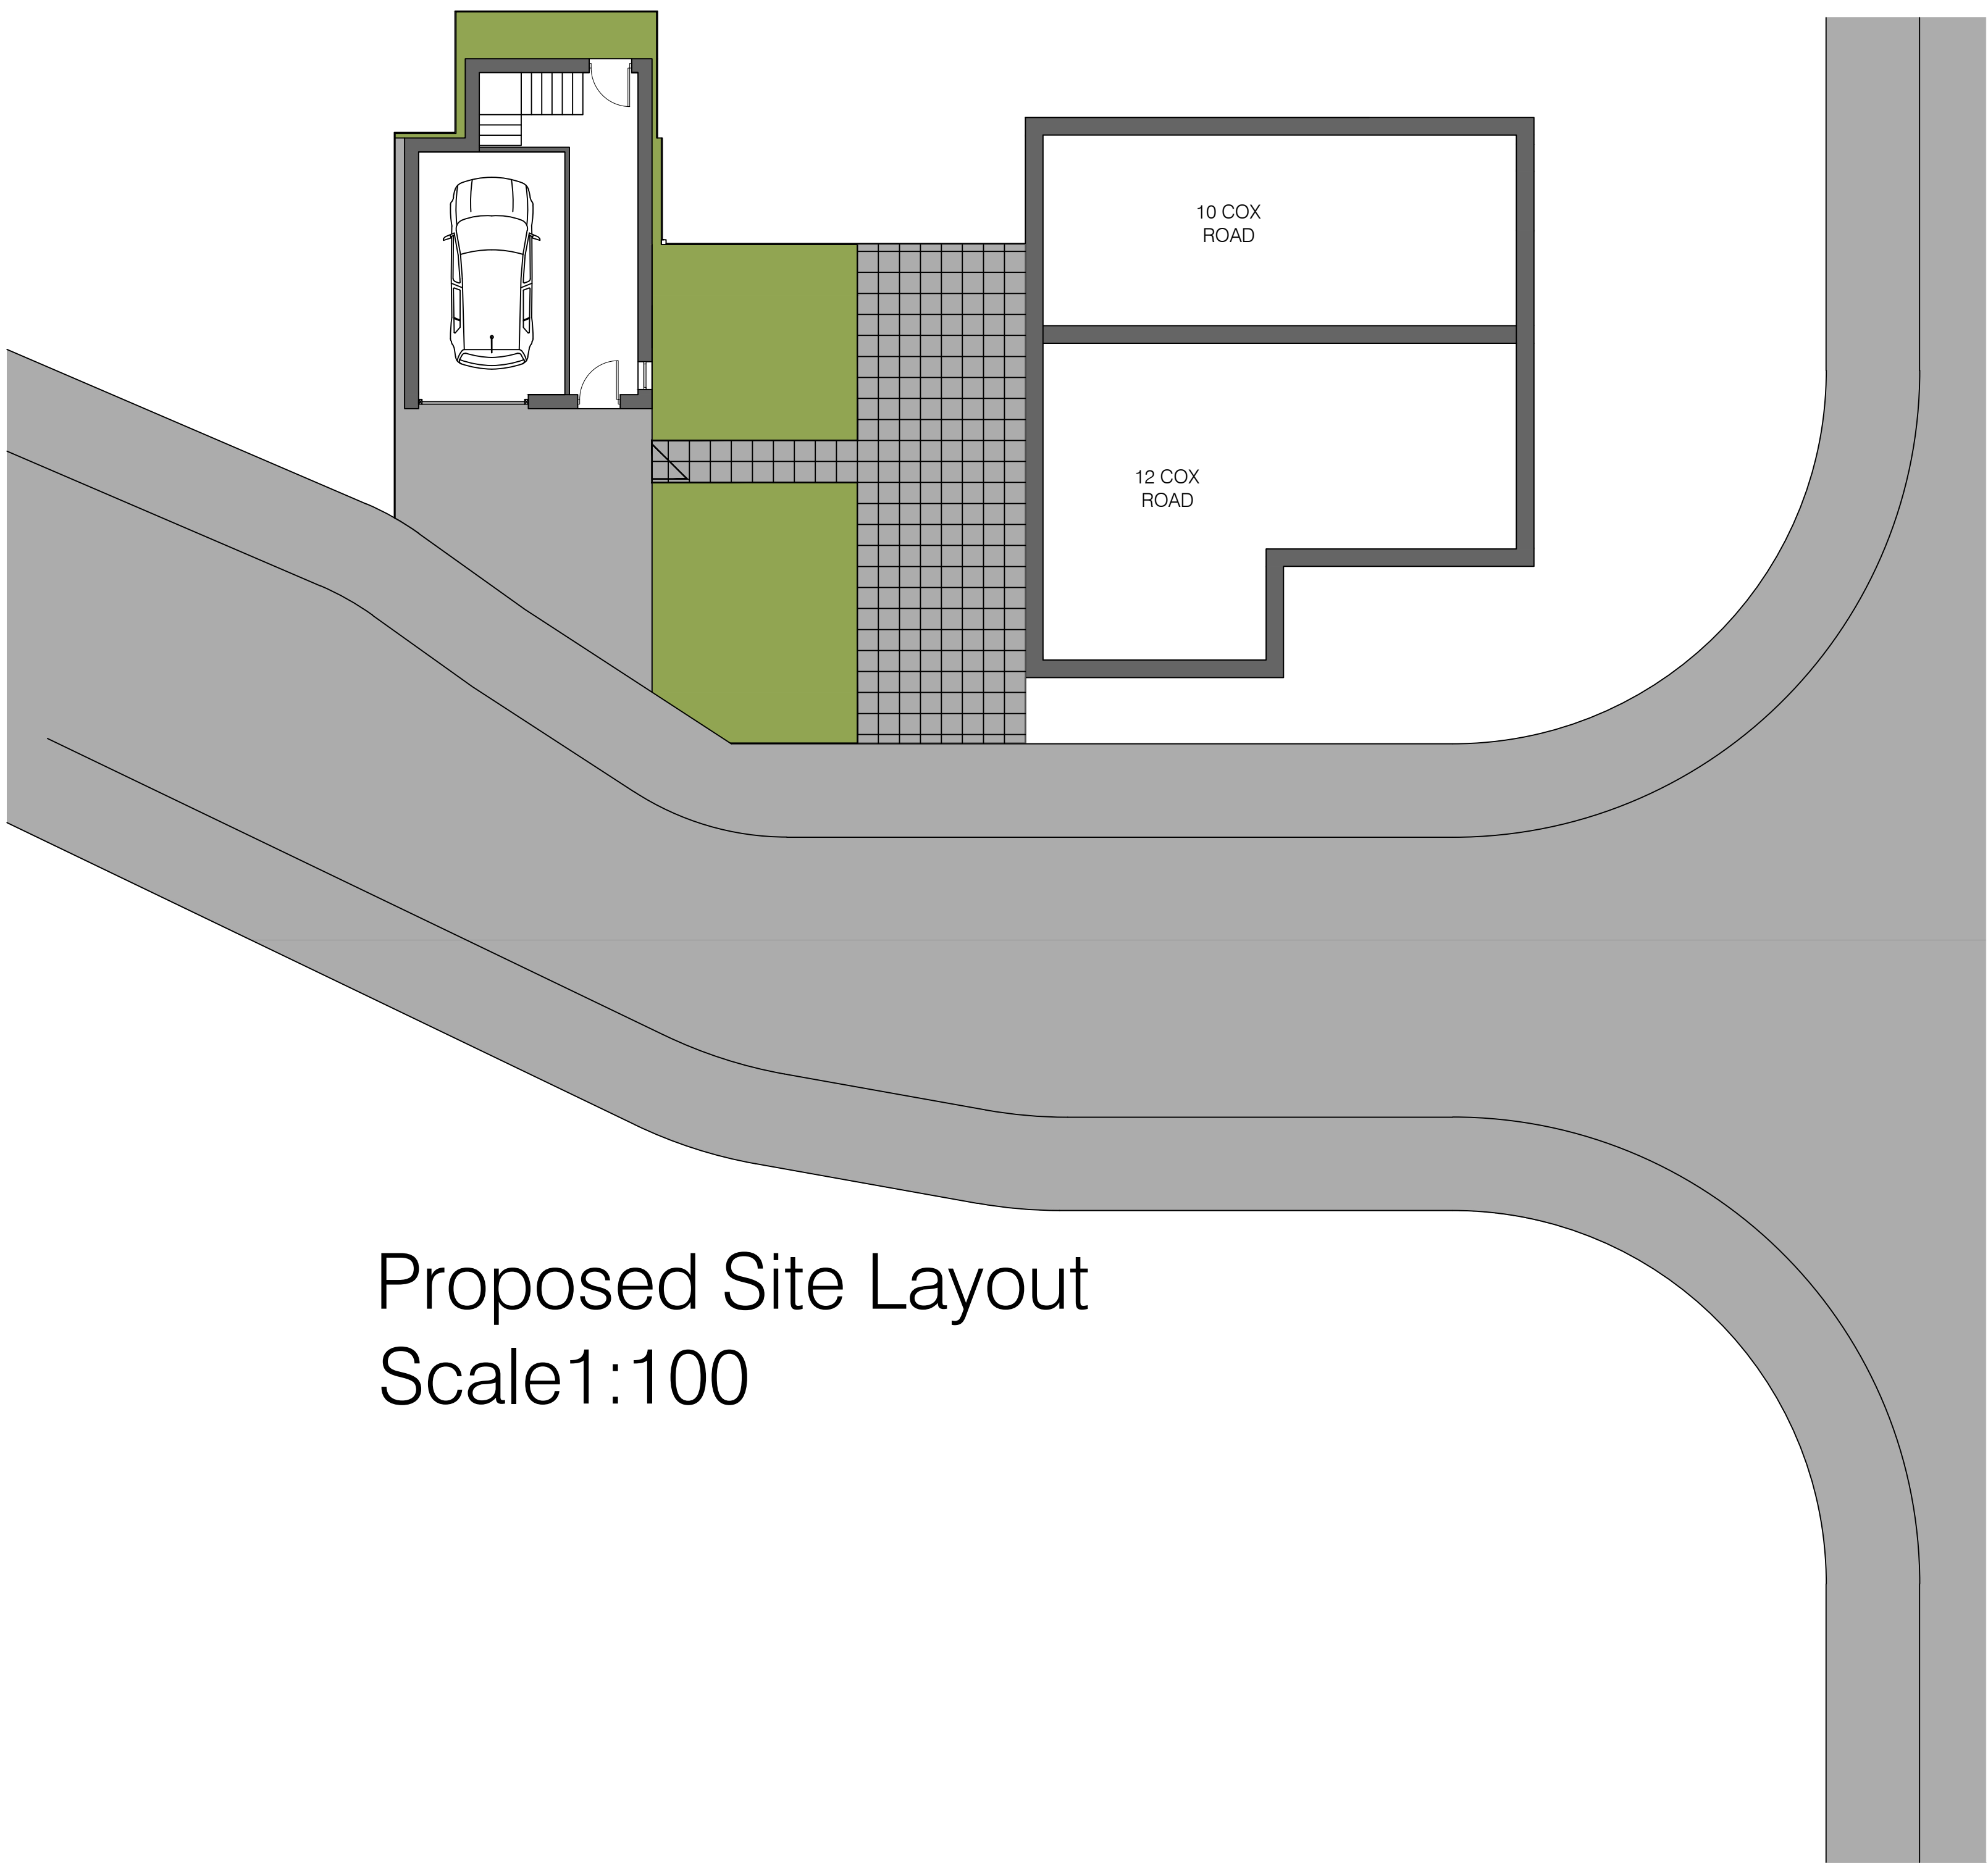 10 COX
ROAD
12 COX
ROAD
Proposed Site Layout
Scale1:100